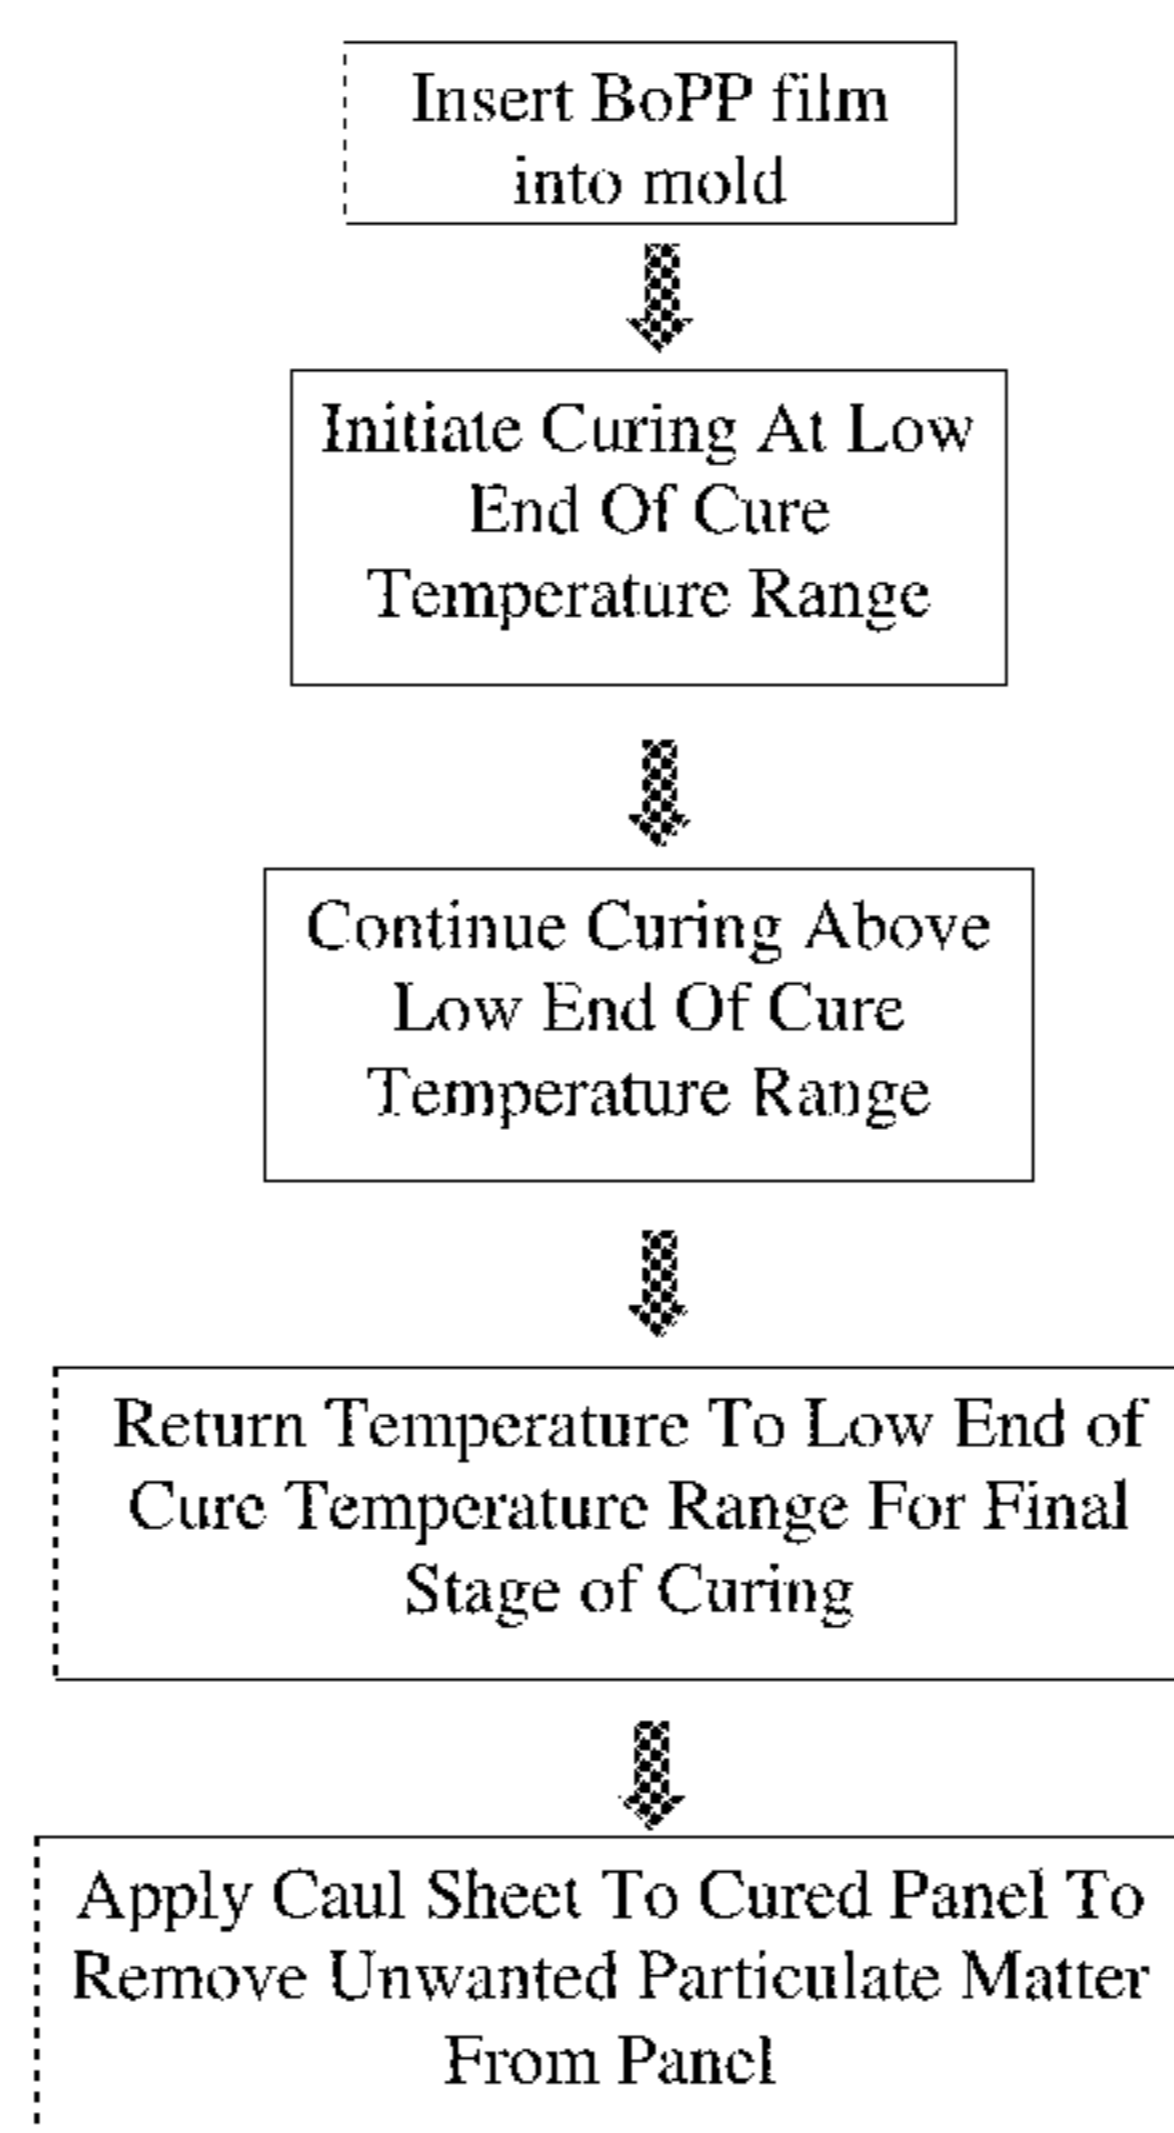 Insert BoPP film
into mold
Initiate Curing At Low
End Of Cure
Temperature Range
Continue Curing Above
Low End Of Cure
Temperature Range
Return Temperature To Low End of
Cure Temperature Range For Final
Stage of Curing
Apply Caul Sheet To Cured Panel To
Remove Unwanted Particulate Matter
From Panel